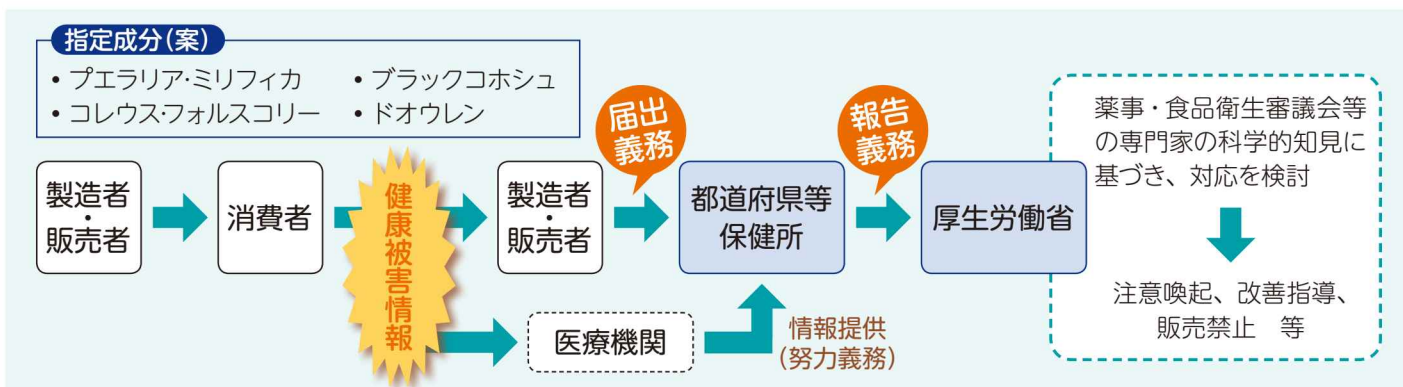 指定成分(案)
• プエラリア・ミリフィカ
• ブラックコホシュ
• コレウス・フォルスコリー
• ドオウレン
製造者
・
販売者
消費者
健康被害情報
製造者
・
販売者
届出
義務
都道府県等
保健所
報告
義務
厚生労働省
薬事・食品衛生審議会等
の専門家の科学的知見に
基づき、対応を検討
注意喚起、改善指導、
販売禁止 等
医療機関
情報提供
(努力義務)